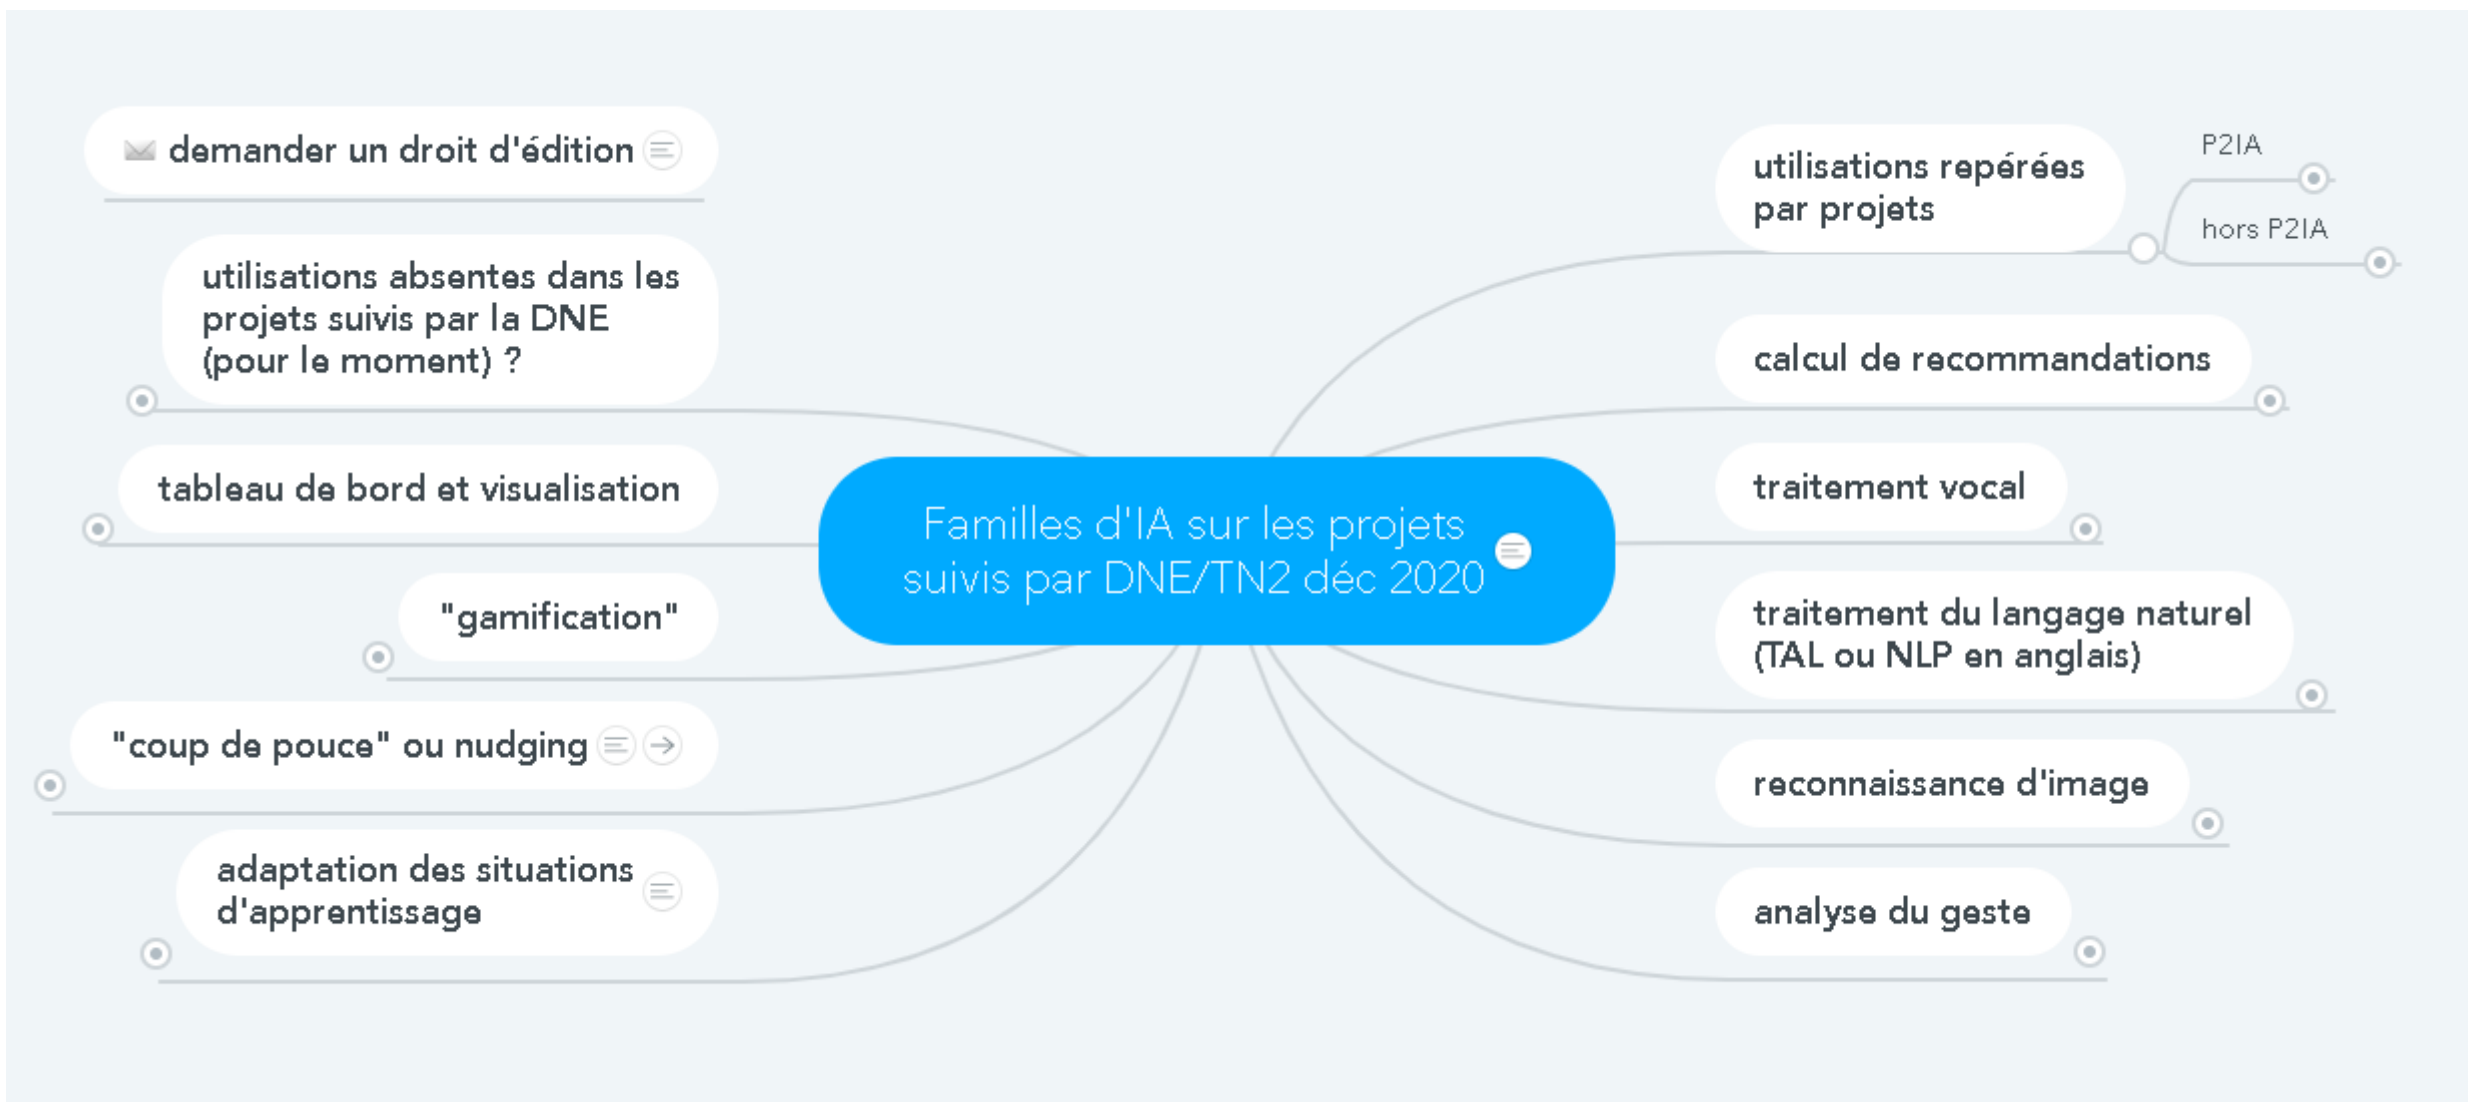 demander un droit d'édition
utilisations absentes dans les
projets suivis par la DNE
(pour le moment) ?
tableau de bord et visualisation
"gamification"
"coup de pouce" ou nudging
adaptation des situations
d'apprentissage
Familles d'IA sur les projets
suivis par DNE/TN2 déc 2020
utilisations repérées
par projets
P2IA
hors P2IA
calcul de recommandations
traitement vocal
traitement du langage naturel
(TAL ou NLP en anglais)
reconnaissance d'image
analyse du geste